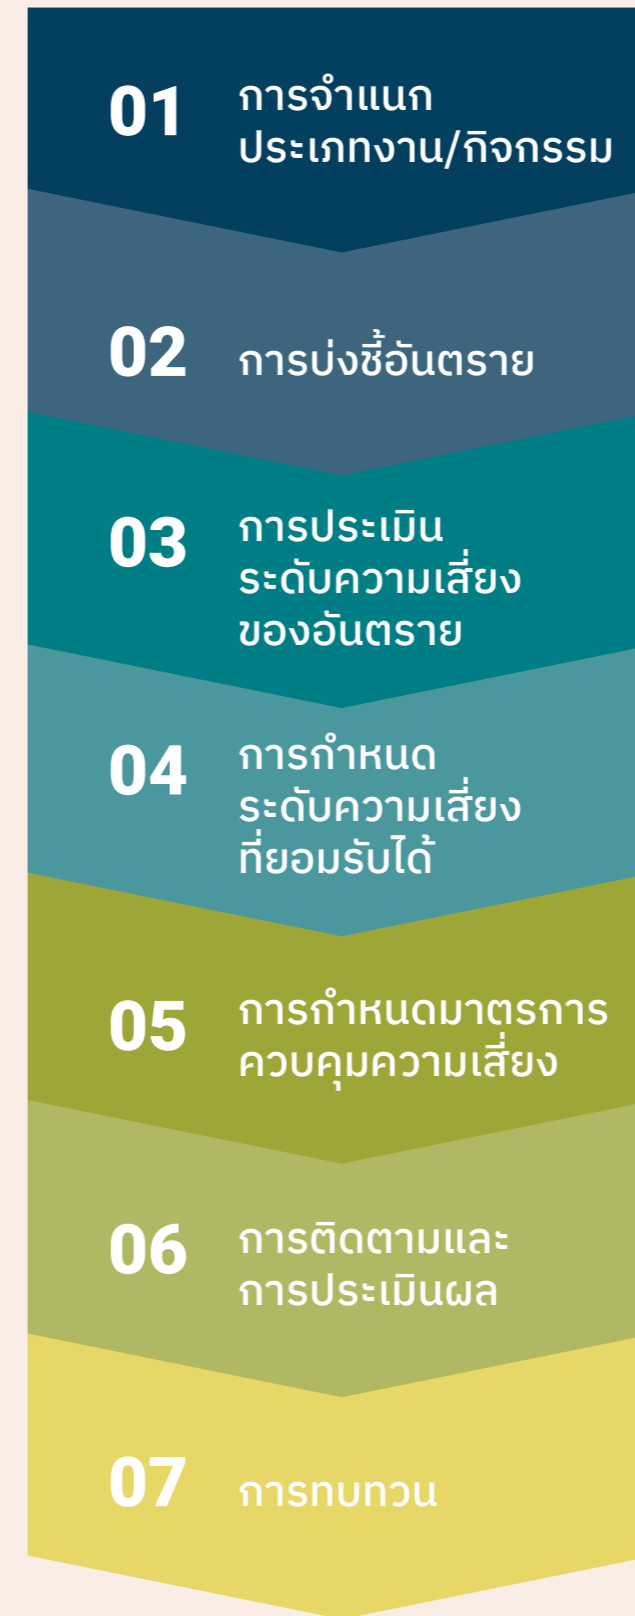 01
การจำแนก
ประเภทงาน/กิจกรรม
02
การบ่งชี้อันตราย
03
การประเมิน
ระดับความเสี่ยง
ของอันตราย
04
การกำหนด
ระดับความเสี่ยง
ที่ยอมรับได้
05
การกำหนดมาตรการ
ควบคุมความเสี่ยง
06
การติดตามและ
การประเมินผล
07
การทบทวน